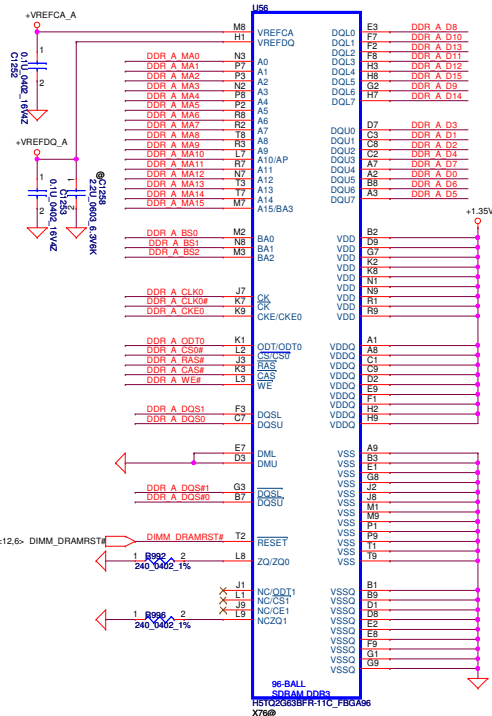 +VREFCA_A
U56
M8 VREFCA
H1 VREFDQ
1
2
0.1U_0402_16V4Z
C1252
DDR_A_MA0 N3 A0
DDR_A_MA1 P7 A1
DDR_A_MA2 P3 A2
DDR_A_MA3 N2 A3
DDR_A_MA4 P8 A4
DDR_A_MA5 P2 A5
DDR_A_MA6 R8 A6
DDR_A_MA7 R2 A7
DDR_A_MA8 T8 A8
DDR_A_MA9 R3 A9
DDR_A_MA10 L7 A10/AP
DDR_A_MA11 R7 A11
DDR_A_MA12 N7 A12
DDR_A_MA13 T3 A13
DDR_A_MA14 T7 A14
DDR_A_MA15 M7 A15/BA3
E3 DQL0 DDR_A_D8
F7 DQL1 DDR_A_D10
F2 DQL2 DDR_A_D13
F8 DQL3 DDR_A_D11
H3 DQL4 DDR_A_D12
H8 DQL5 DDR_A_D15
G2 DQL6 DDR_A_D9
H7 DQL7 DDR_A_D14
D7 DQU0 DDR_A_D3
C3 DQU1 DDR_A_D1
C8 DQU2 DDR_A_D2
C2 DQU3 DDR_A_D4
A7 DQU4 DDR_A_D7
A2 DQU5 DDR_A_D0
B8 DQU6 DDR_A_D6
A3 DQU7 DDR_A_D5
+VREFDQ_A
1
2
0.1U_0402_16V4Z
C1253
1
2
2.2U_0603_6.3V6K
@C1258
DDR_A_BS0 M2 BA0
DDR_A_BS1 N8 BA1
DDR_A_BS2 M3 BA2
+1.35V
VDD B2
VDD D9
VDD G7
VDD K2
VDD K8
VDD N1
VDD N9
VDD R1
VDD R9
DDR_A_CLK0 J7 CK
DDR_A_CLK0# K7 CK
DDR_A_CKE0 K9 CKE/CKE0
DDR_A_ODT0 K1 ODT/ODT0
DDR_A_CS0# L2 CS/CS0
DDR_A_RAS# J3 RAS
DDR_A_CAS# K3 CAS
DDR_A_WE# L3 WE
VDDQ A1
VDDQ A8
VDDQ C1
VDDQ C9
VDDQ D2
VDDQ E9
VDDQ F1
VDDQ H2
VDDQ H9
DDR_A_DQS1 F3 DQSL
DDR_A_DQS0 C7 DQSU
E7 DML
D3 DMU
DDR_A_DQS#1 G3 DQSL
DDR_A_DQS#0 B7 DQSU
VSS A9
VSS B3
VSS E1
VSS G8
VSS J2
VSS J8
VSS M1
VSS M9
VSS P1
VSS P9
VSS T1
VSS T9
12,6> DIMM_DRAMRST# DIMM_DRAMRST# T2 RESET
1 R992 2 L8 ZQ/ZQ0
240_0402_1%
J1 NC/ODT1
L1 NC/CS1
J9 NC/CE1
L9 NCZQ1
1 R996 2
240_0402_1%
VSSQ B1
VSSQ B9
VSSQ D1
VSSQ D8
VSSQ E2
VSSQ E8
VSSQ F9
VSSQ G1
VSSQ G9
96-BALL
SDRAM DDR3
H5TQ2G63BFR-11C_FBGA96
X76@